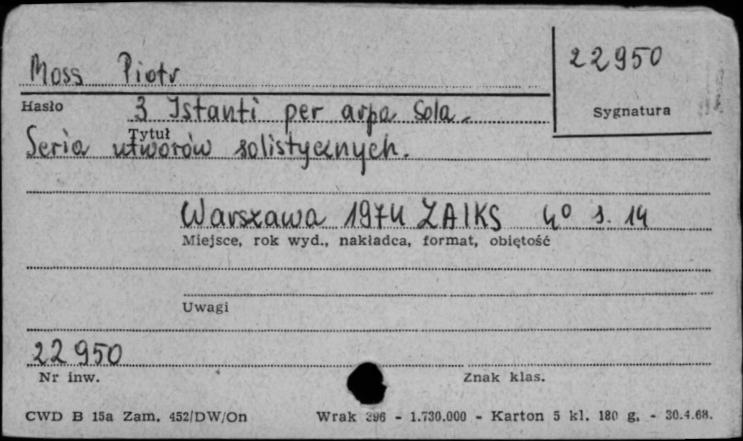 Moss Piotr
22950
Hasło
3 Istanti per arpa sola.
Sygnatura
Tytuł
Seria utworów solistycznych.
Warszawa 1974 ZAIKS 4° s. 14
Miejsce, rok wyd., nakładca, format, objętość
Uwagi
22950
Nr inw.
Znak klas.
CWD B 15a Zam. 452/DW/On Wrak 396 - 1.730.000 - Karton 5 kl. 180 g. - 30.4.68.